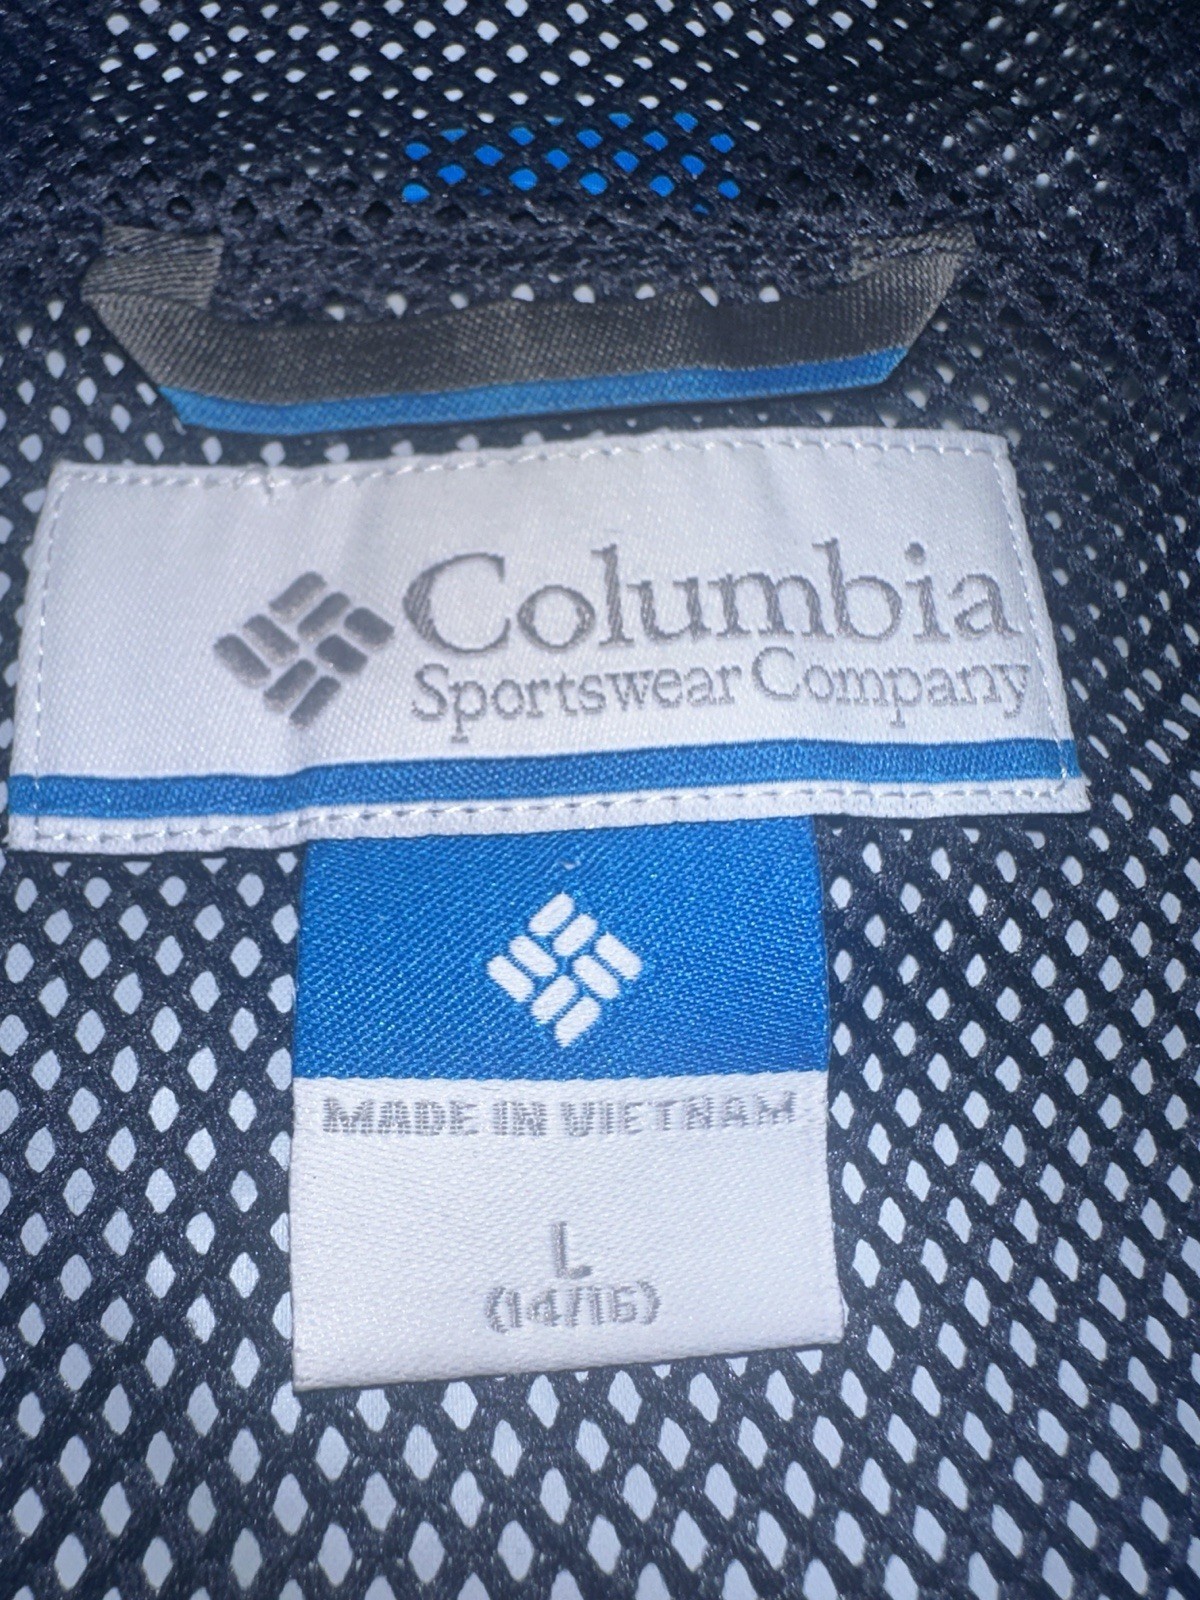 Columbia
Sportswear Company
MADE IN VIETNAM
L
(14/16)